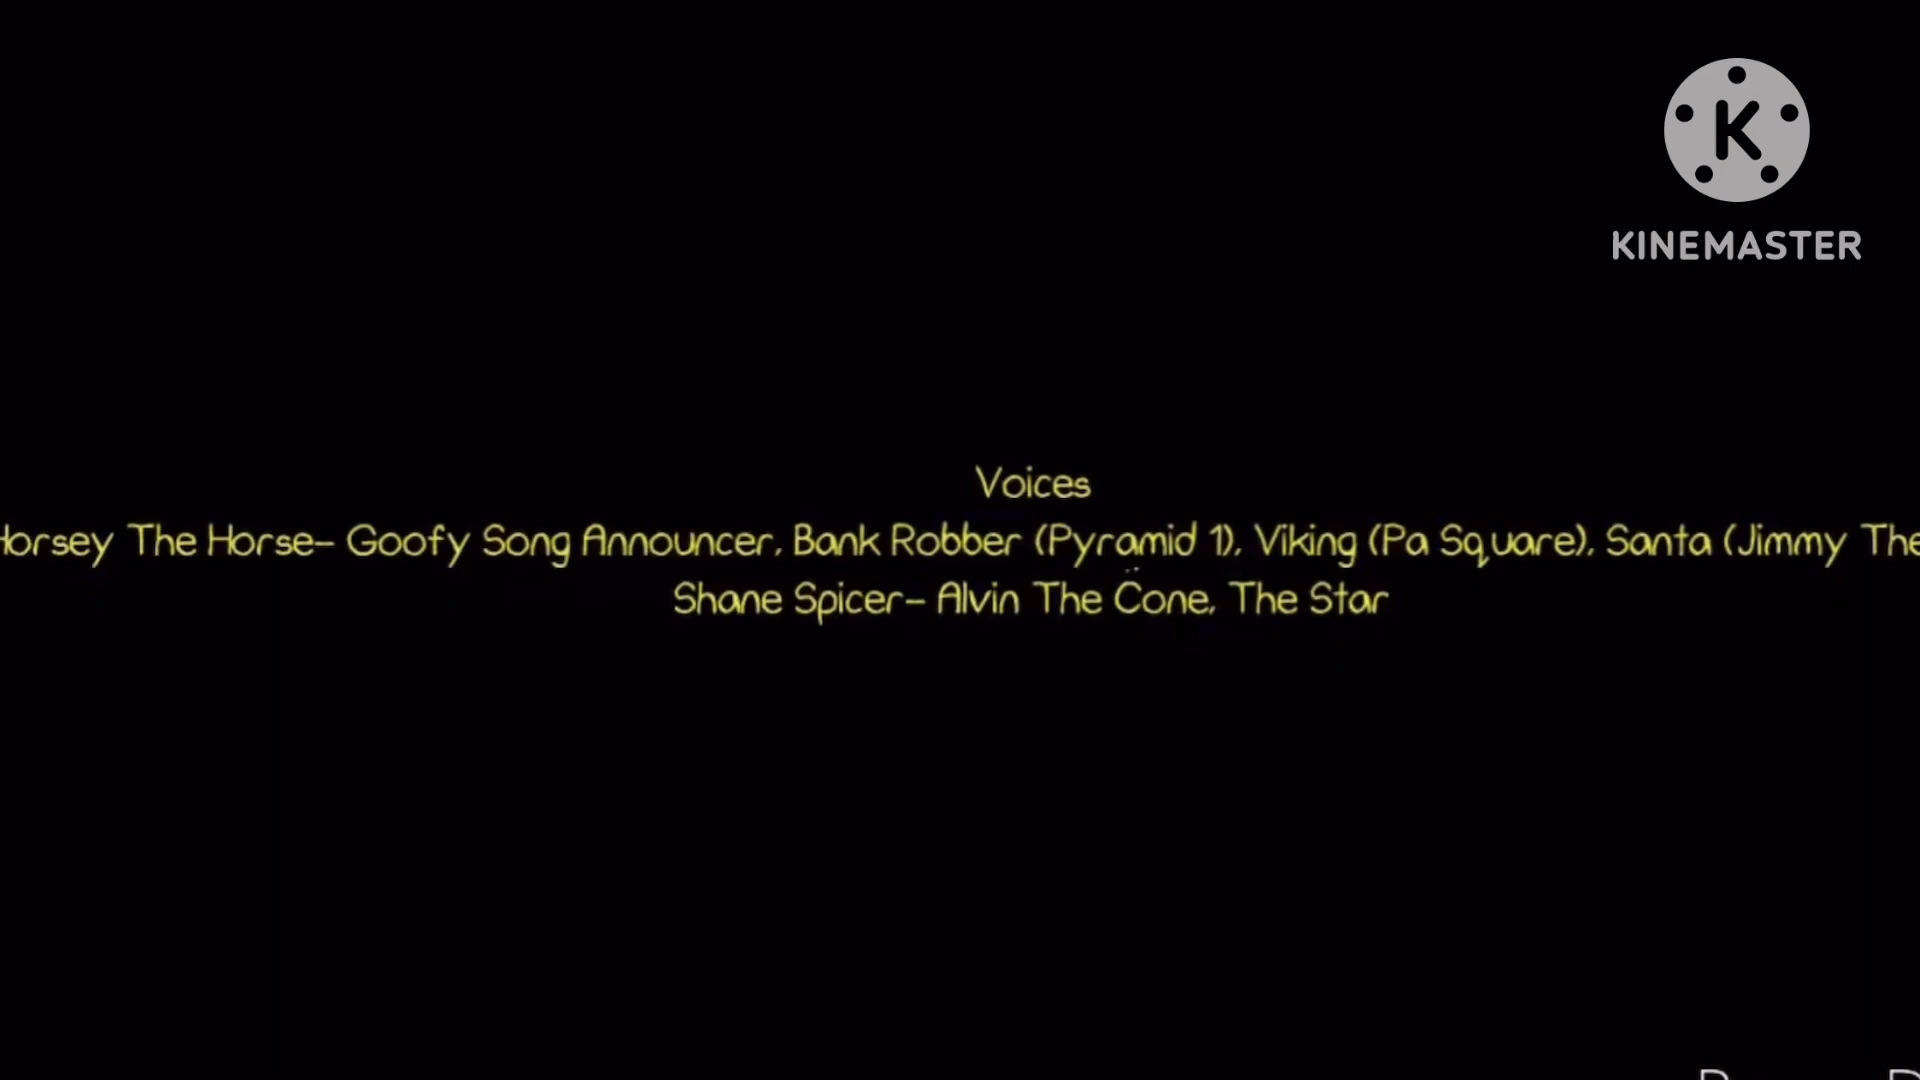 K
KINEMASTER
Voices
Horsey The Horse- Goofy Song Announcer, Bank Robber (Pyramid 1), Viking (Pa Square), Santa (Jimmy The
Shane Spicer- Alvin The Cone, The Star